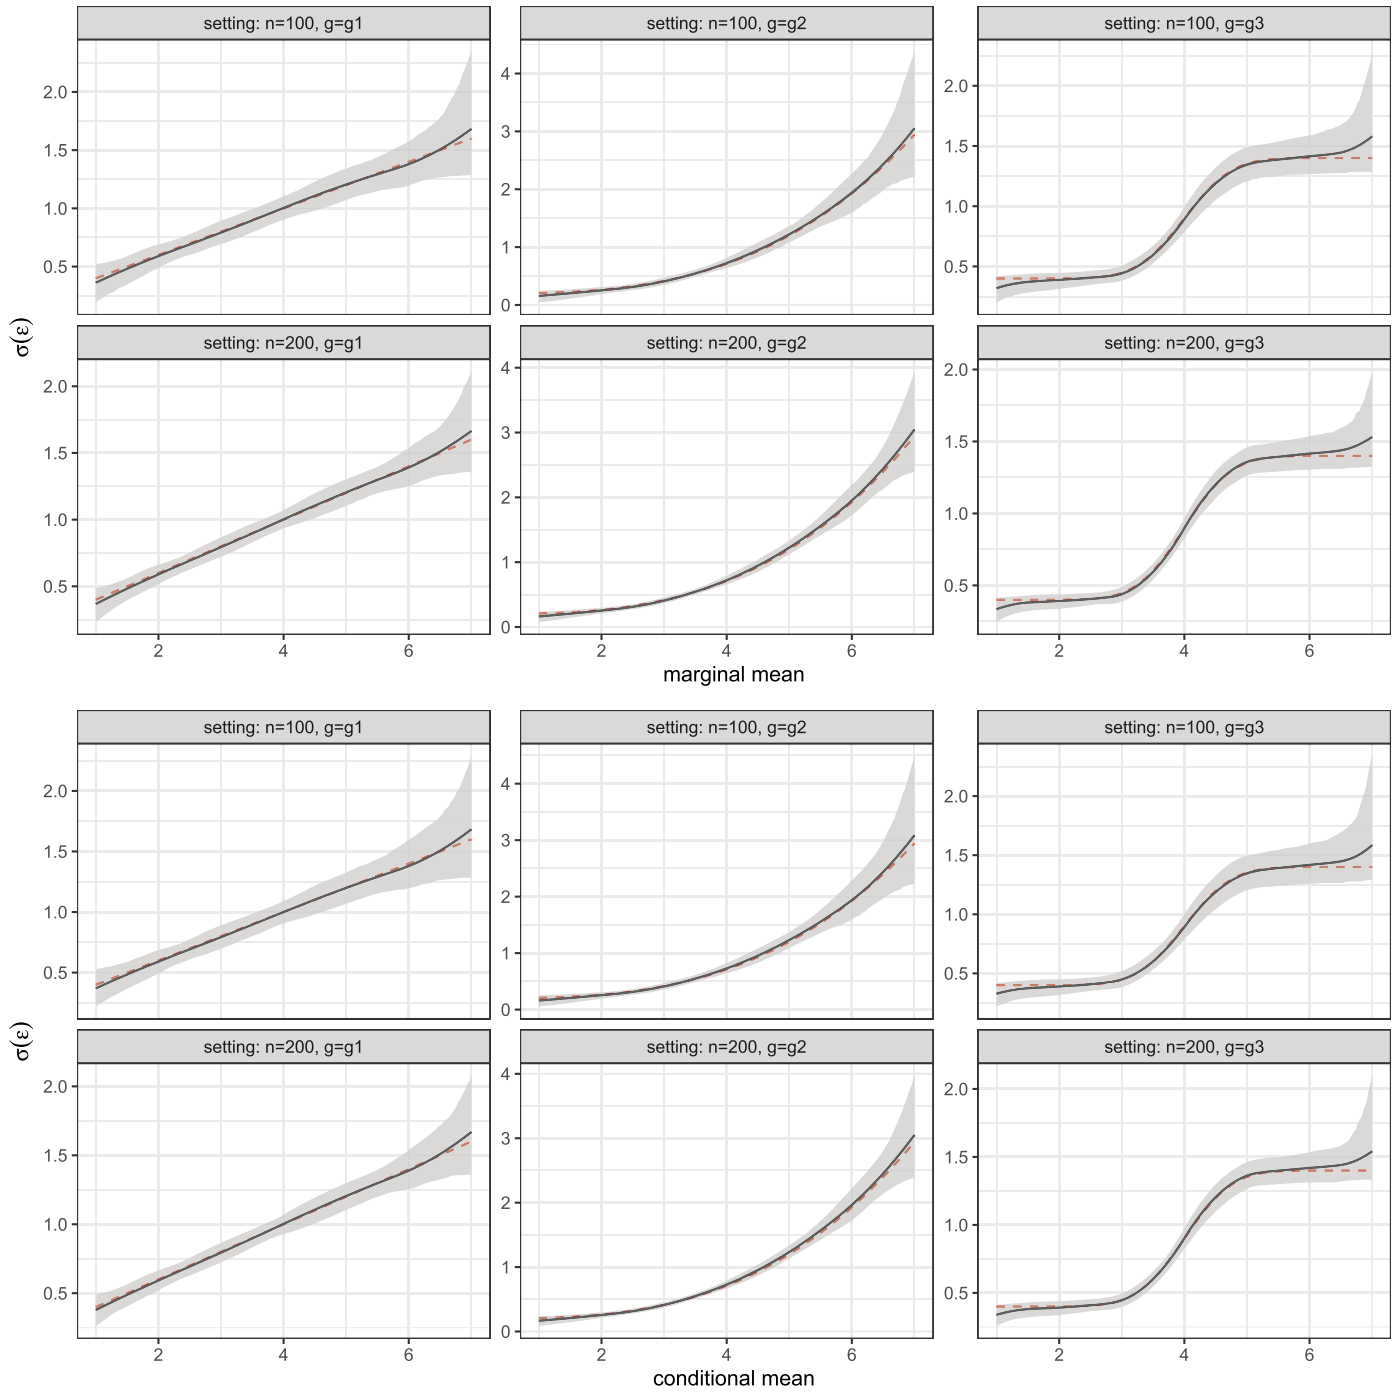 setting: n=100, g=g1
setting: n=100, g=g2
setting: n=100, g=g3
2.0
1.5
1.0
0.5
4
3
2
1
0
2.0
1.5
1.0
0.5
σ(ε)
setting: n=200, g=g1
setting: n=200, g=g2
setting: n=200, g=g3
2.0
1.5
1.0
0.5
4
3
2
1
0
2.0
1.5
1.0
0.5
2 4 6
2 4 6
2 4 6
marginal mean
setting: n=100, g=g1
setting: n=100, g=g2
setting: n=100, g=g3
2.0
1.5
1.0
0.5
4
3
2
1
0
2.0
1.5
1.0
0.5
σ(ε)
setting: n=200, g=g1
setting: n=200, g=g2
setting: n=200, g=g3
2.0
1.5
1.0
0.5
4
3
2
1
0
2.0
1.5
1.0
0.5
2 4 6
2 4 6
2 4 6
conditional mean